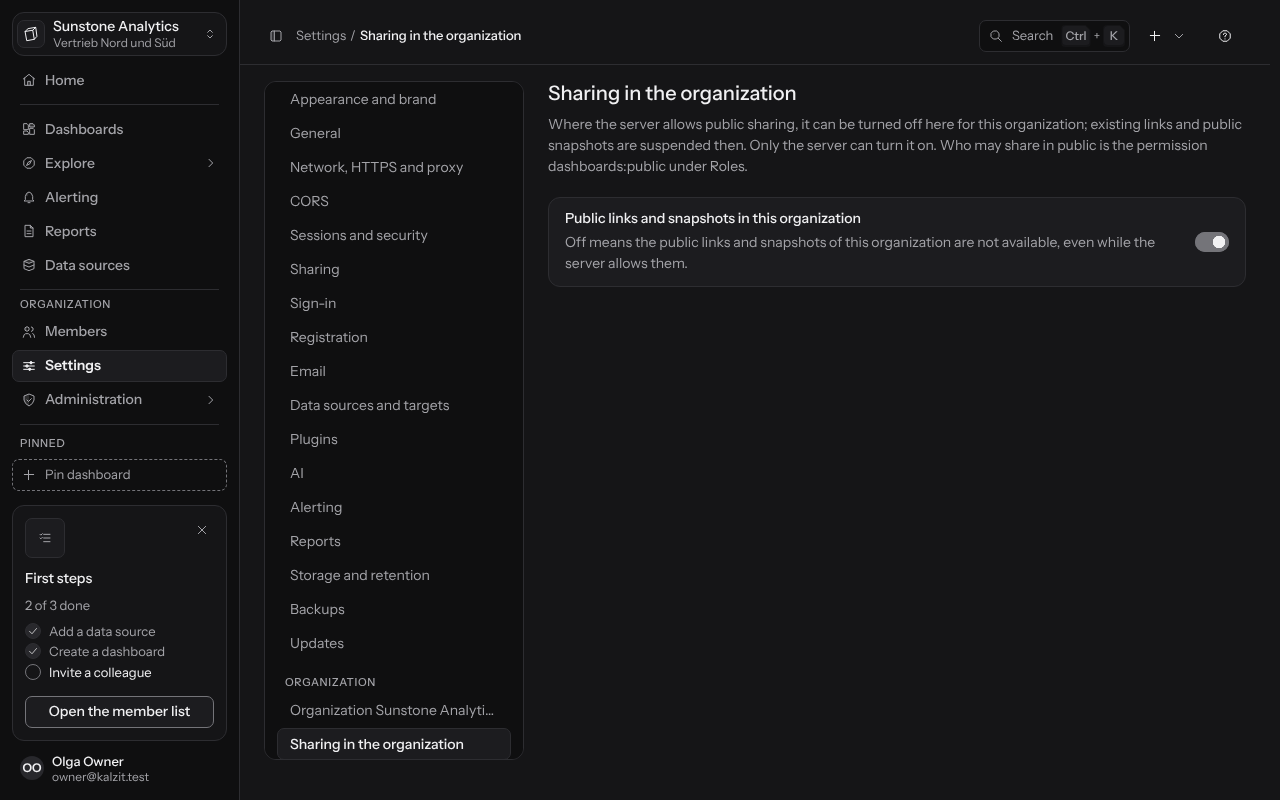 Sunstone Analytics
Vertrieb Nord und Süd
Home
Dashboards
Explore
Alerting
Reports
Data sources
ORGANIZATION
Members
Settings
Administration
PINNED
Pin dashboard
First steps
2 of 3 done
Add a data source
Create a dashboard
Invite a colleague
Open the member list
OO
Olga Owner
owner@kalzit.test
Settings / Sharing in the organization
Search Ctrl + K
Appearance and brand
General
Network, HTTPS and proxy
CORS
Sessions and security
Sharing
Sign-in
Registration
Email
Data sources and targets
Plugins
AI
Alerting
Reports
Storage and retention
Backups
Updates
ORGANIZATION
Organization Sunstone Analyti...
Sharing in the organization
Sharing in the organization
Where the server allows public sharing, it can be turned off here for this organization; existing links and public
snapshots are suspended then. Only the server can turn it on. Who may share in public is the permission
dashboards:public under Roles.
Public links and snapshots in this organization
Off means the public links and snapshots of this organization are not available, even while the
server allows them.